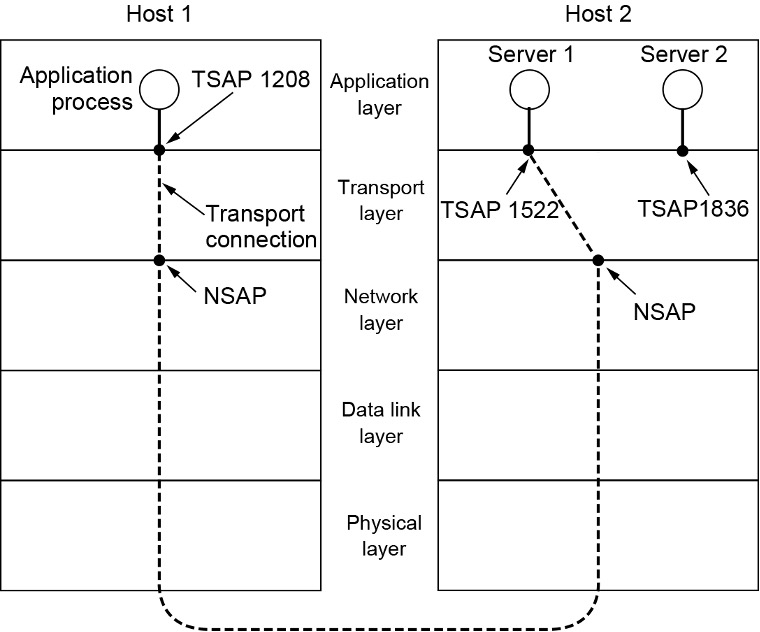 Host 1
Host 2
Application
process
TSAP 1208
Application
layer
Server 1
Server 2
Transport
connection
Transport
layer
TSAP 1522
TSAP1836
NSAP
Network
layer
NSAP
Data link
layer
Physical
layer